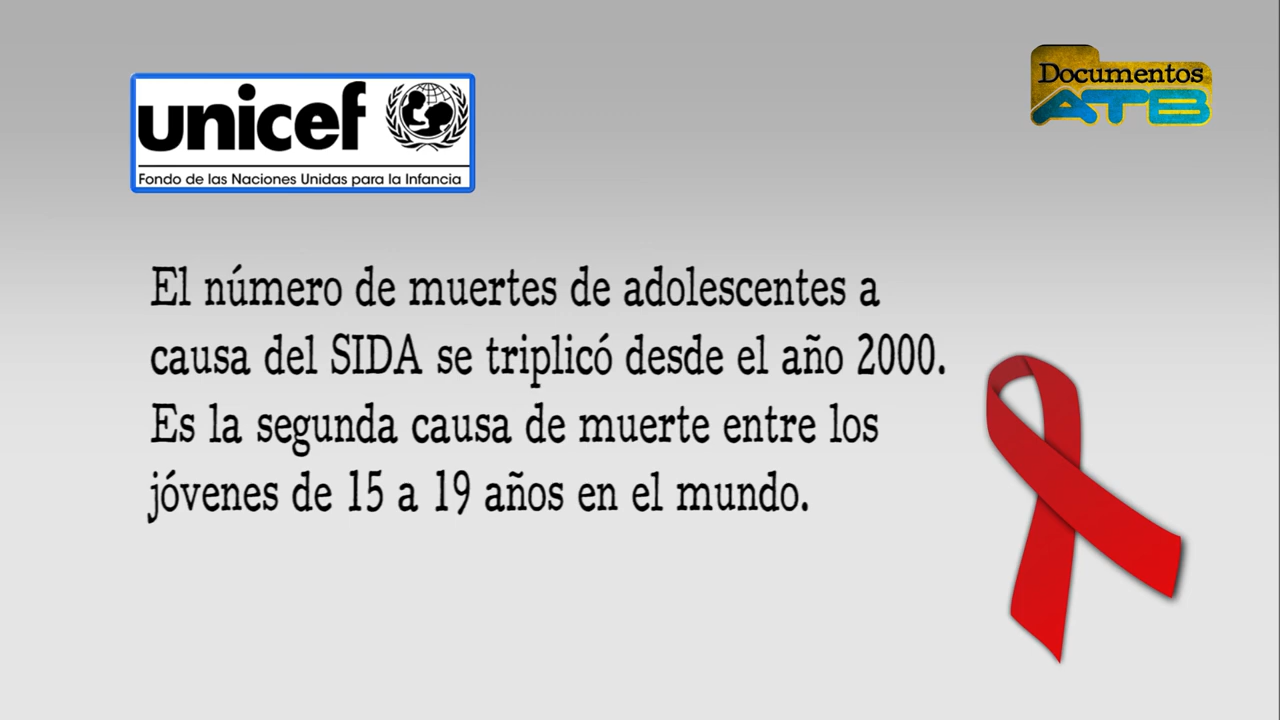 unicef
Fondo de las Naciones Unidas para la Infancia
Documentos
ATB
El número de muertes de adolescentes a
causa del SIDA se triplicó desde el año 2000.
Es la segunda causa de muerte entre los
jóvenes de 15 a 19 años en el mundo.